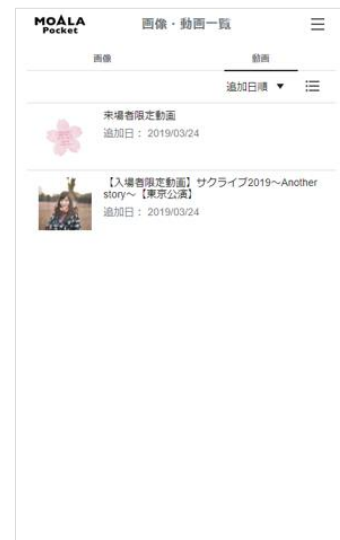 MOALA
Pocket
画像・動画一覧
画像
動画
追加日順 ▼
来場者限定動画
追加日： 2019/03/24
【入場者限定動画】サクライブ2019～Another
story～【東京公演】
追加日： 2019/03/24